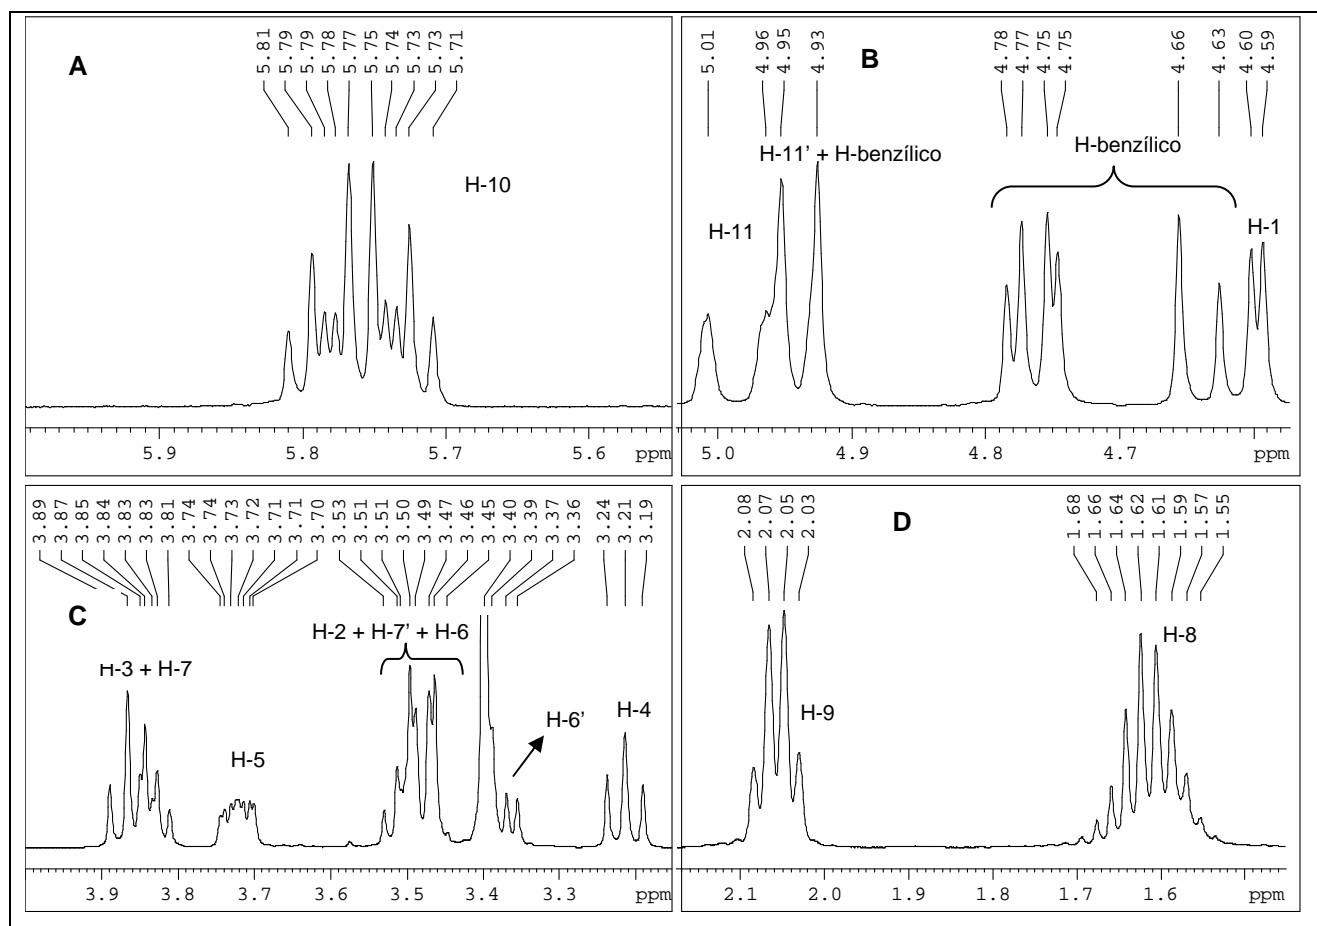 5.81 5.79 5.79 5.78 5.77 5.75 5.74 5.73 5.73 5.71
A
H-10
5.9 5.8 5.7 5.6 ppm
5.01 4.96 4.95 4.93 4.78 4.77 4.75 4.75 4.66 4.63 4.60 4.59
B
H-11' + H-benzílico
H-benzílico
H-11
H-1
5.0 4.9 4.8 4.7 ppm
3.89 3.87 3.85 3.84 3.83 3.83 3.81 3.74 3.74 3.73 3.72 3.71 3.71 3.70 3.53 3.51 3.51 3.50 3.49 3.47 3.46 3.45 3.40 3.39 3.37 3.36 3.24 3.21 3.19
C
H-3 + H-7
H-2 + H-7' + H-6
H-6'
H-4
H-5
3.9 3.8 3.7 3.6 3.5 3.4 3.3 ppm
2.08 2.07 2.05 2.03 1.68 1.66 1.64 1.62 1.61 1.59 1.57 1.55
D
H-8
H-9
2.1 2.0 1.9 1.8 1.7 1.6 ppm